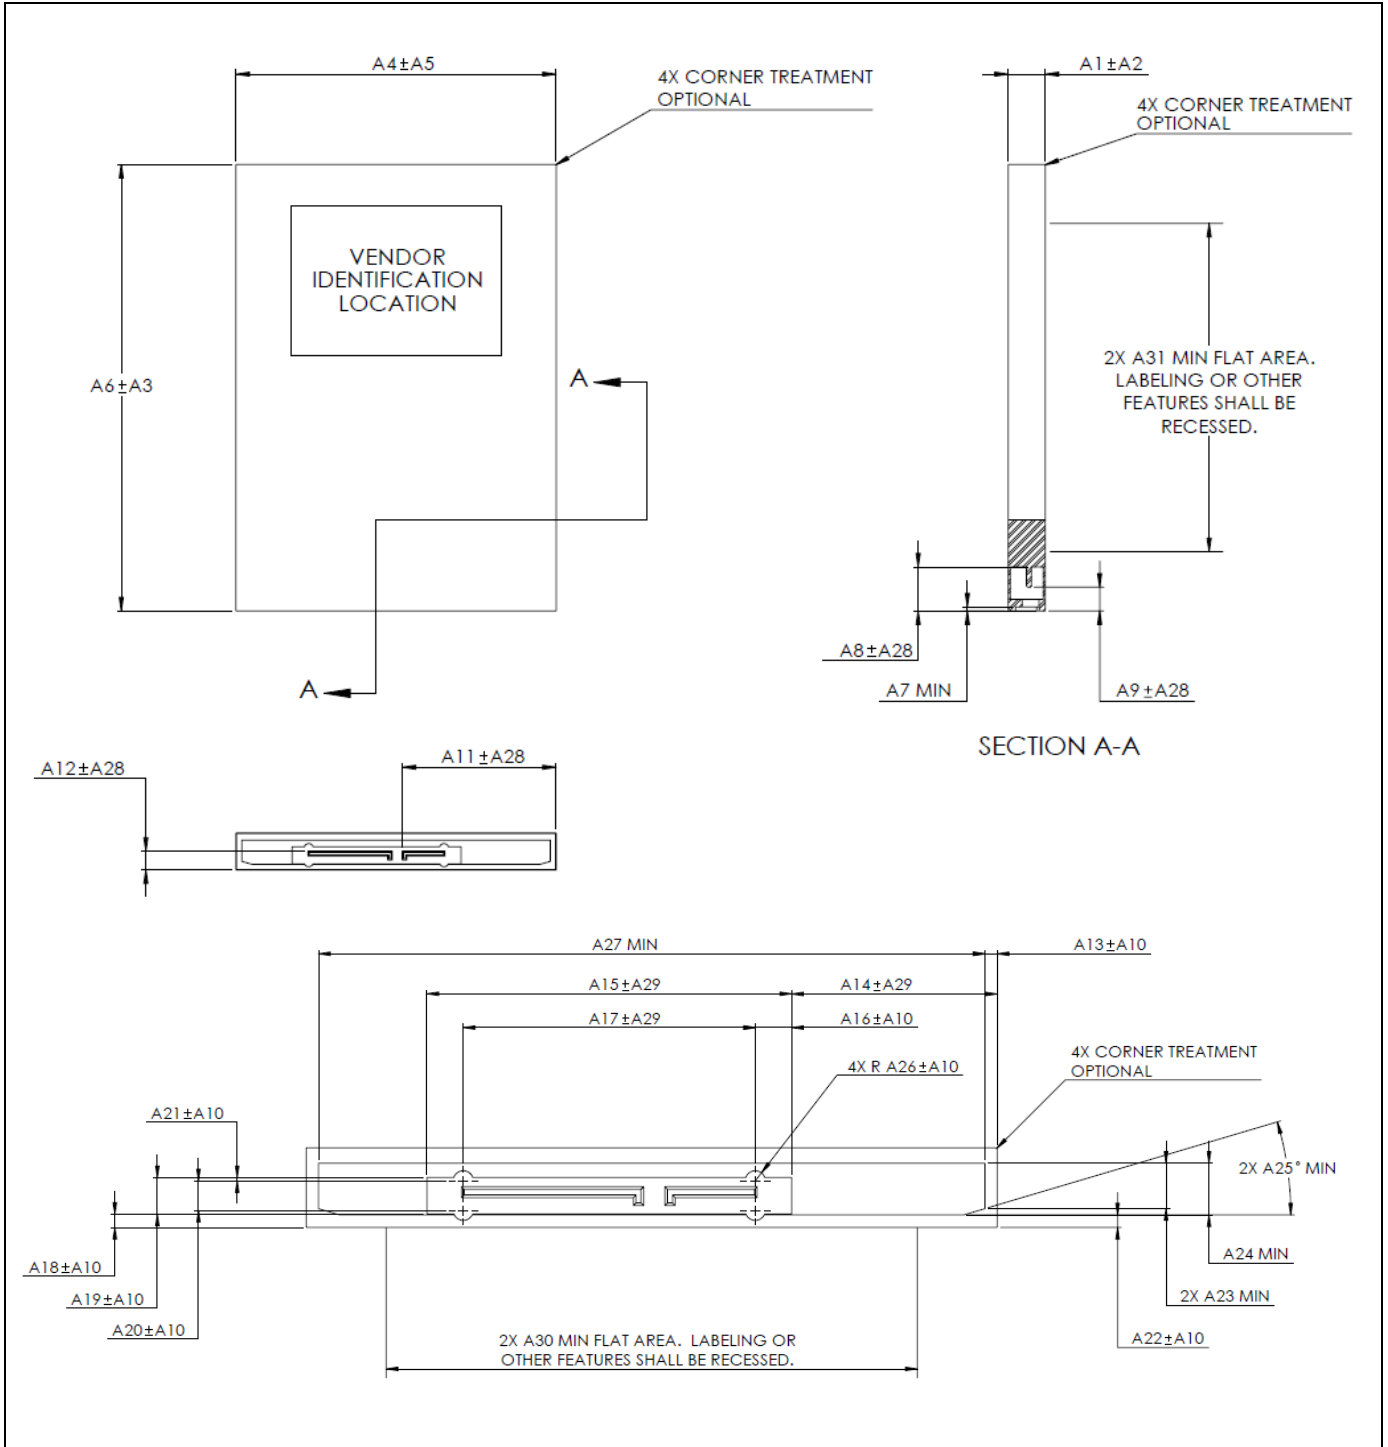 A4±A5
4X CORNER TREATMENT
OPTIONAL
A1±A2
4X CORNER TREATMENT
OPTIONAL
VENDOR
IDENTIFICATION
LOCATION
A6±A3
A
2X A31 MIN FLAT AREA.
LABELING OR OTHER
FEATURES SHALL BE
RECESSED.
A8±A28
A7 MIN
A9±A28
A
SECTION A-A
A12±A28
A11±A28
A27 MIN
A13±A10
A15±A29
A14±A29
A17±A29
A16±A10
4X R A26±A10
4X CORNER TREATMENT
OPTIONAL
A21±A10
2X A25° MIN
A18±A10
A24 MIN
A19±A10
2X A23 MIN
A20±A10
A22±A10
2X A30 MIN FLAT AREA. LABELING OR
OTHER FEATURES SHALL BE RECESSED.